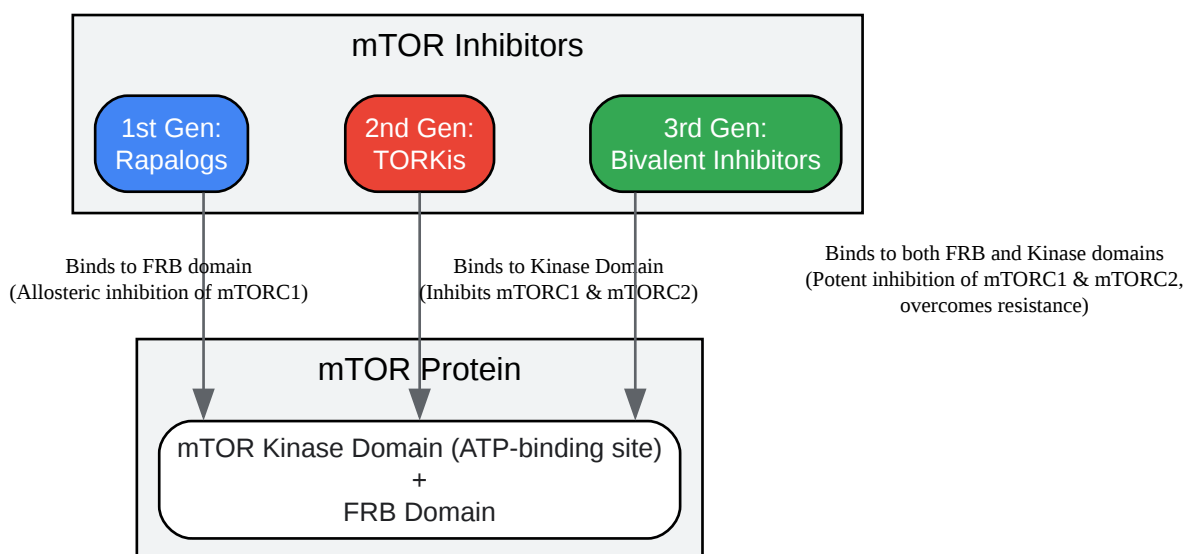 mTOR Inhibitors
1st Gen:
Rapalogs
2nd Gen:
TORKis
3rd Gen:
Bivalent Inhibitors
Binds to FRB domain
(Allosteric inhibition of mTORC1)
Binds to Kinase Domain
(Inhibits mTORC1 & mTORC2)
Binds to both FRB and Kinase domains
(Potent inhibition of mTORC1 & mTORC2,
overcomes resistance)
mTOR Protein
mTOR Kinase Domain (ATP-binding site)
+
FRB Domain